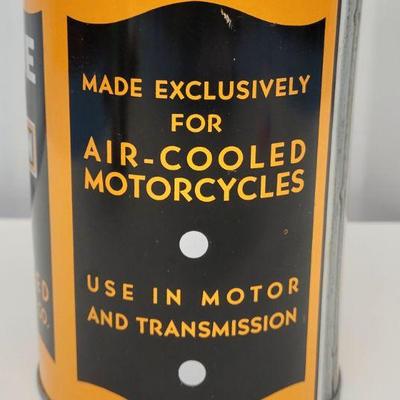 MADE EXCLUSIVELY
FOR
AIR-COOLED
MOTORCYCLES
USE IN MOTOR
AND TRANSMISSION